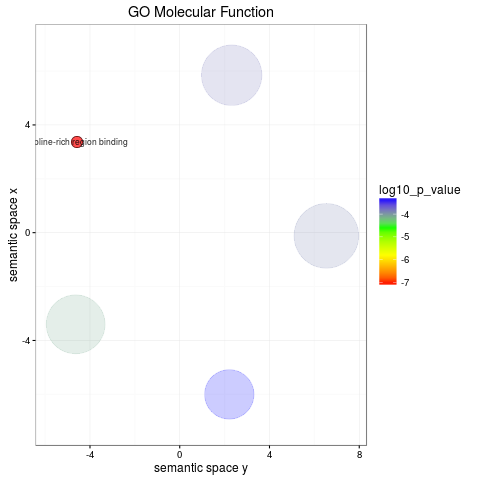 GO Molecular Function
4
0
-4
semantic space x
oline-rich region binding
-4
0
4
8
semantic space y
log10_p_value
-4
-5
-6
-7